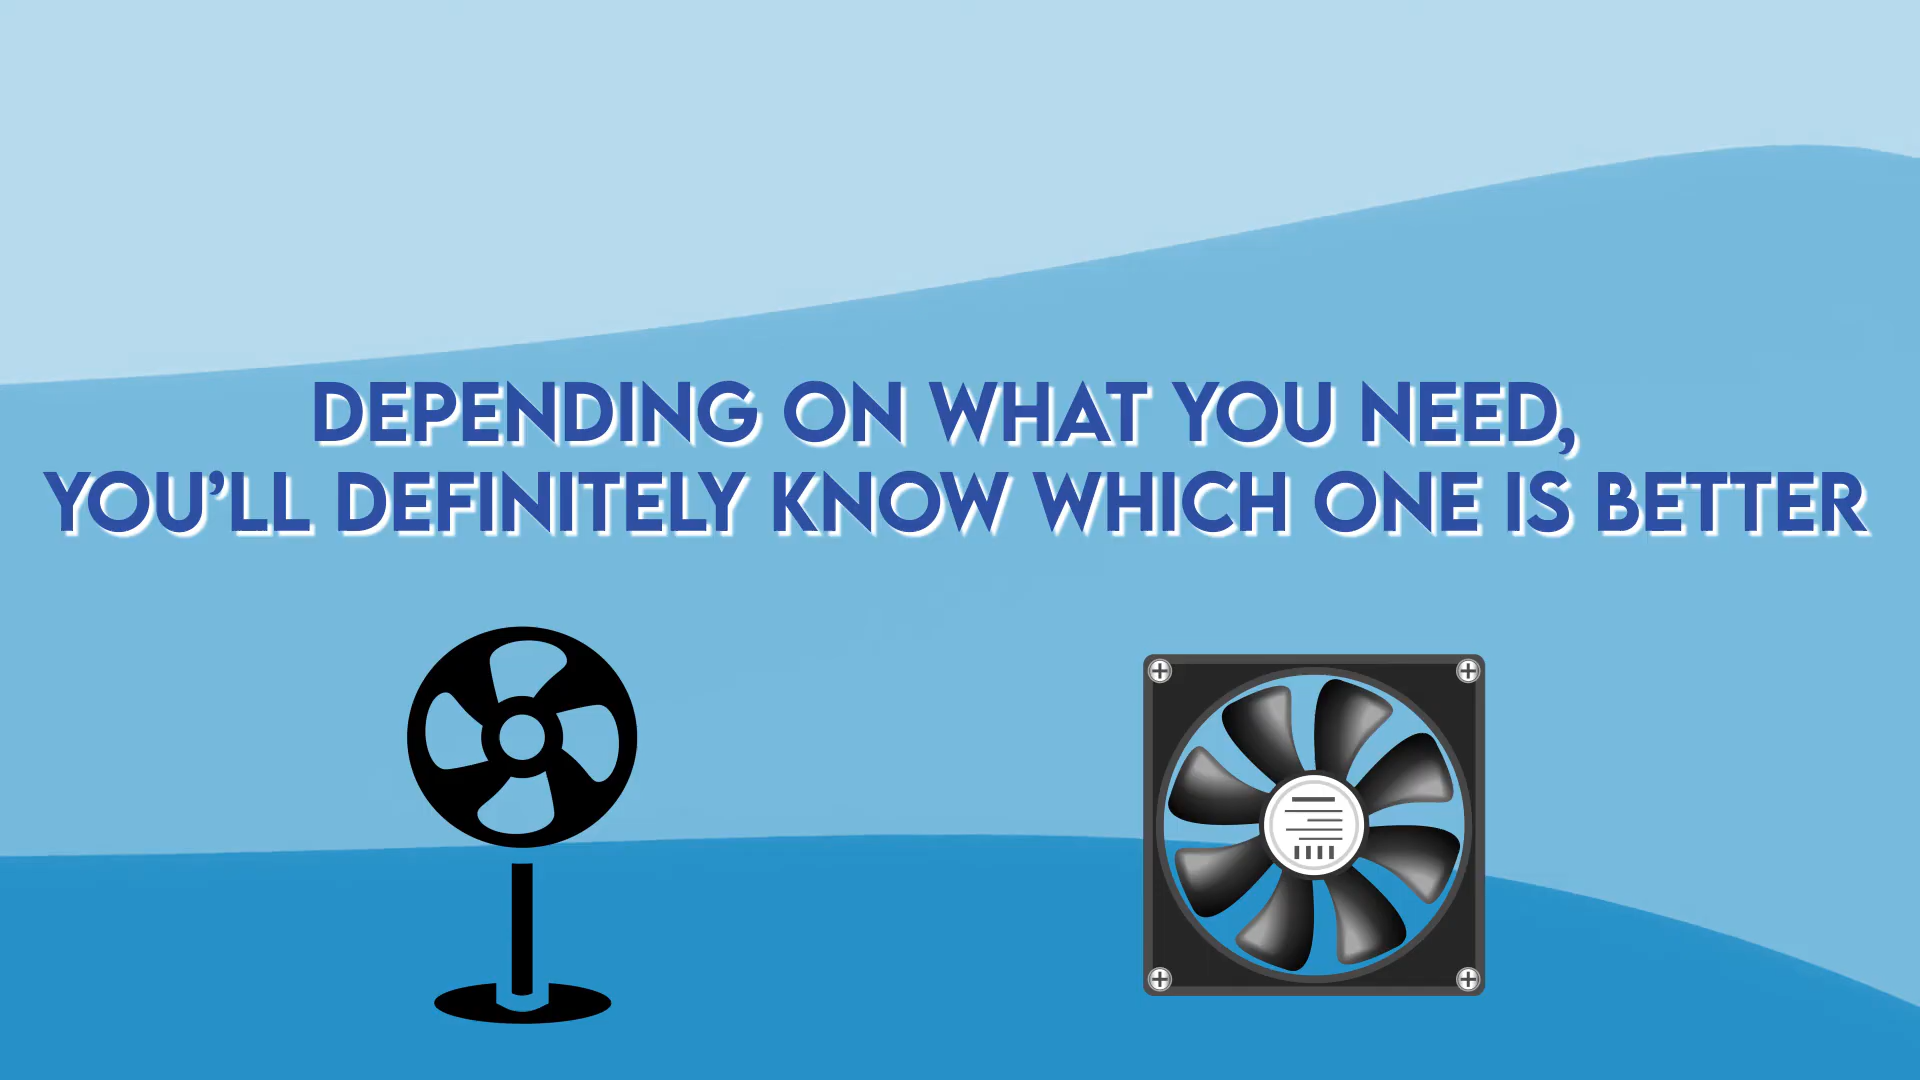 DEPENDING ON WHAT YOU NEED,
YOU'LL DEFINITELY KNOW WHICH ONE IS BETTER